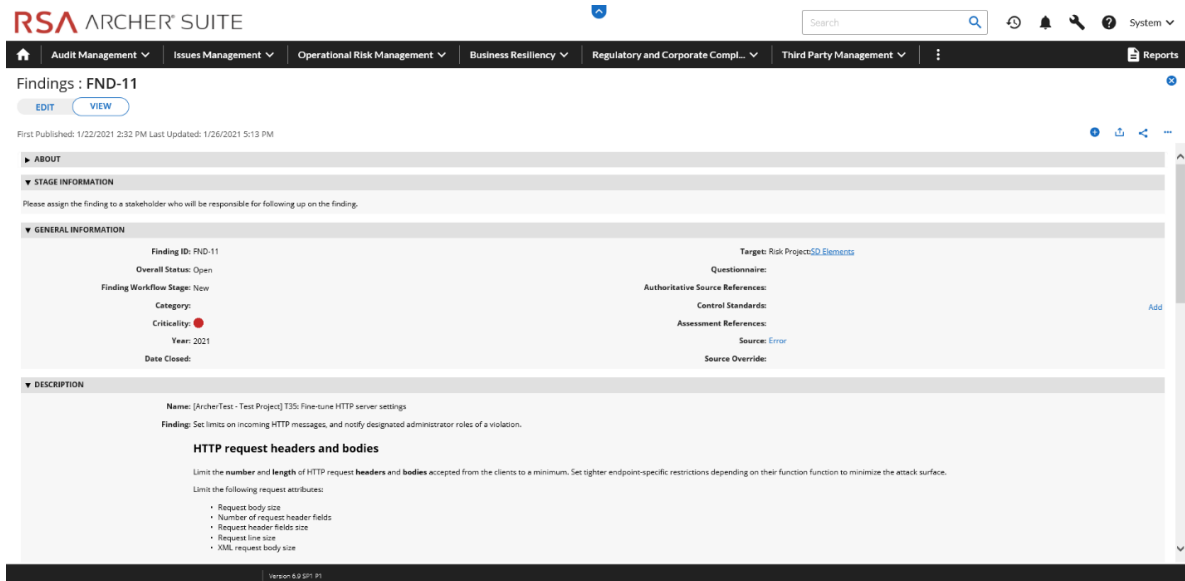 RSA ARCHER® SUITE
Search
System
Audit Management
Issues Management
Operational Risk Management
Business Resiliency
Regulatory and Corporate Compl...
Third Party Management
Reports
Findings : FND-11
EDIT
VIEW
First Published: 1/22/2021 2:32 PM Last Updated: 1/26/2021 5:13 PM
ABOUT
STAGE INFORMATION
Please assign the finding to a stakeholder who will be responsible for following up on the finding.
GENERAL INFORMATION
Finding ID: FND-11
Target: Risk Project:SD Elements
Overall Status: Open
Questionnaire:
Finding Workflow Stage: New
Authoritative Source References:
Category:
Control Standards:
Add
Criticality:
Assessment References:
Year: 2021
Source: Error
Date Closed:
Source Override:
DESCRIPTION
Name: [ArcherTest - Test Project] T35: Fine-tune HTTP server settings
Finding: Set limits on incoming HTTP messages, and notify designated administrator roles of a violation.
HTTP request headers and bodies
Limit the number and length of HTTP request headers and bodies accepted from the clients to a minimum. Set tighter endpoint-specific restrictions depending on their function function to minimize the attack surface.
Limit the following request attributes:
• Request body size
• Number of request header fields
• Request header fields size
• Request line size
• XML request body size
Version 6.9 SP1 P1